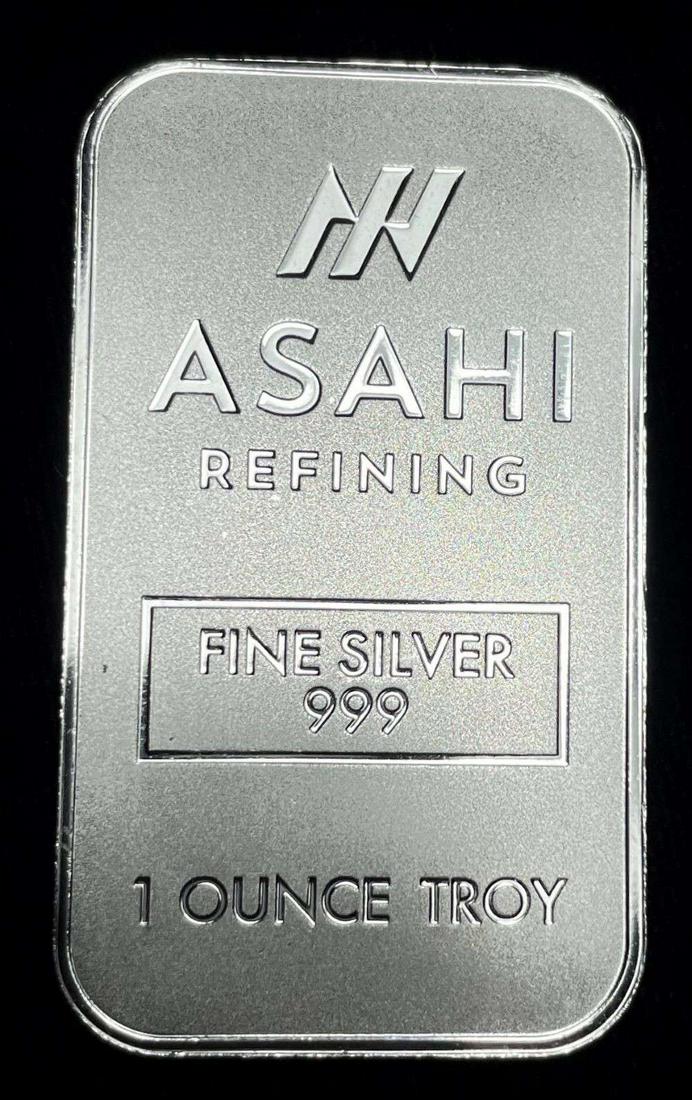 ASAHI
REFINING
FINE SILVER
999
1 OUNCE TROY